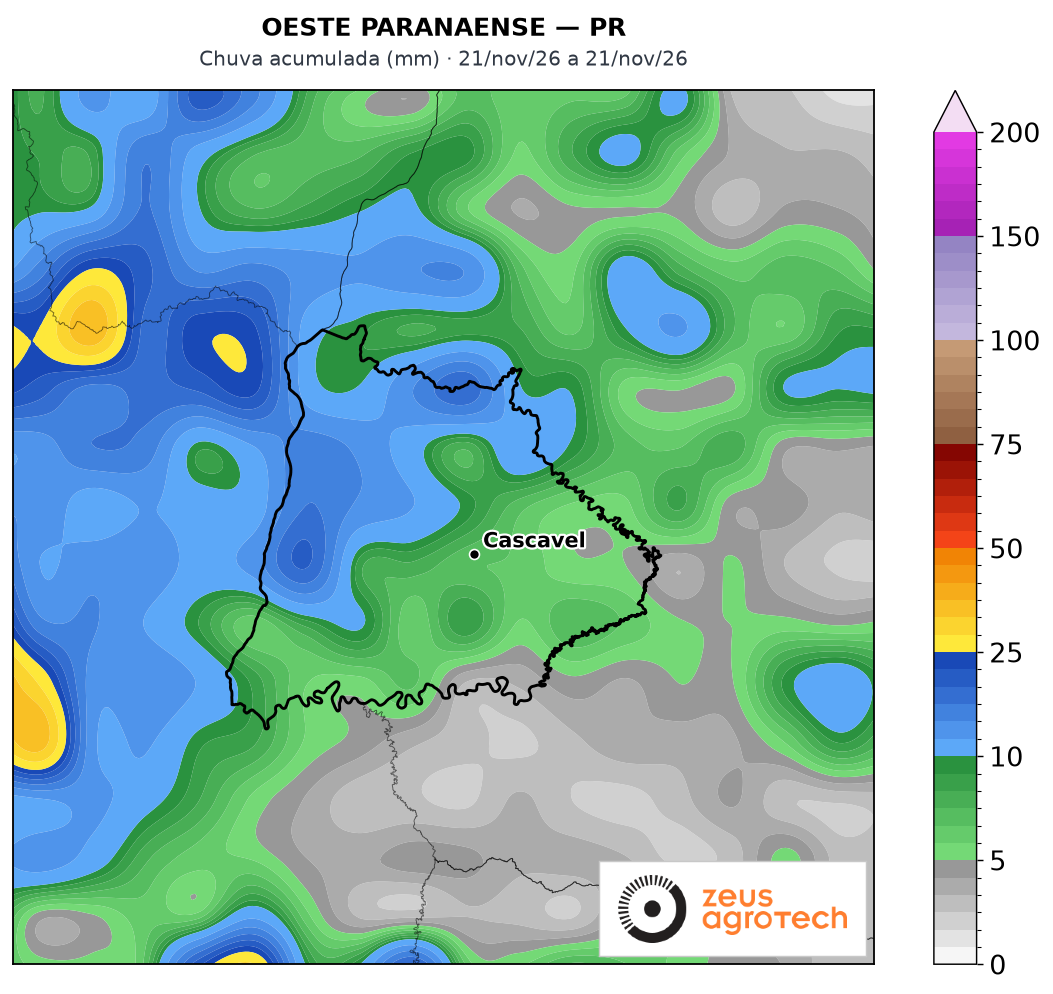 OESTE PARANAENSE — PR
Chuva acumulada (mm) · 21/nov/26 a 21/nov/26
200
150
100
75
50
25
10
5
0
Cascavel
zeus
agrotech